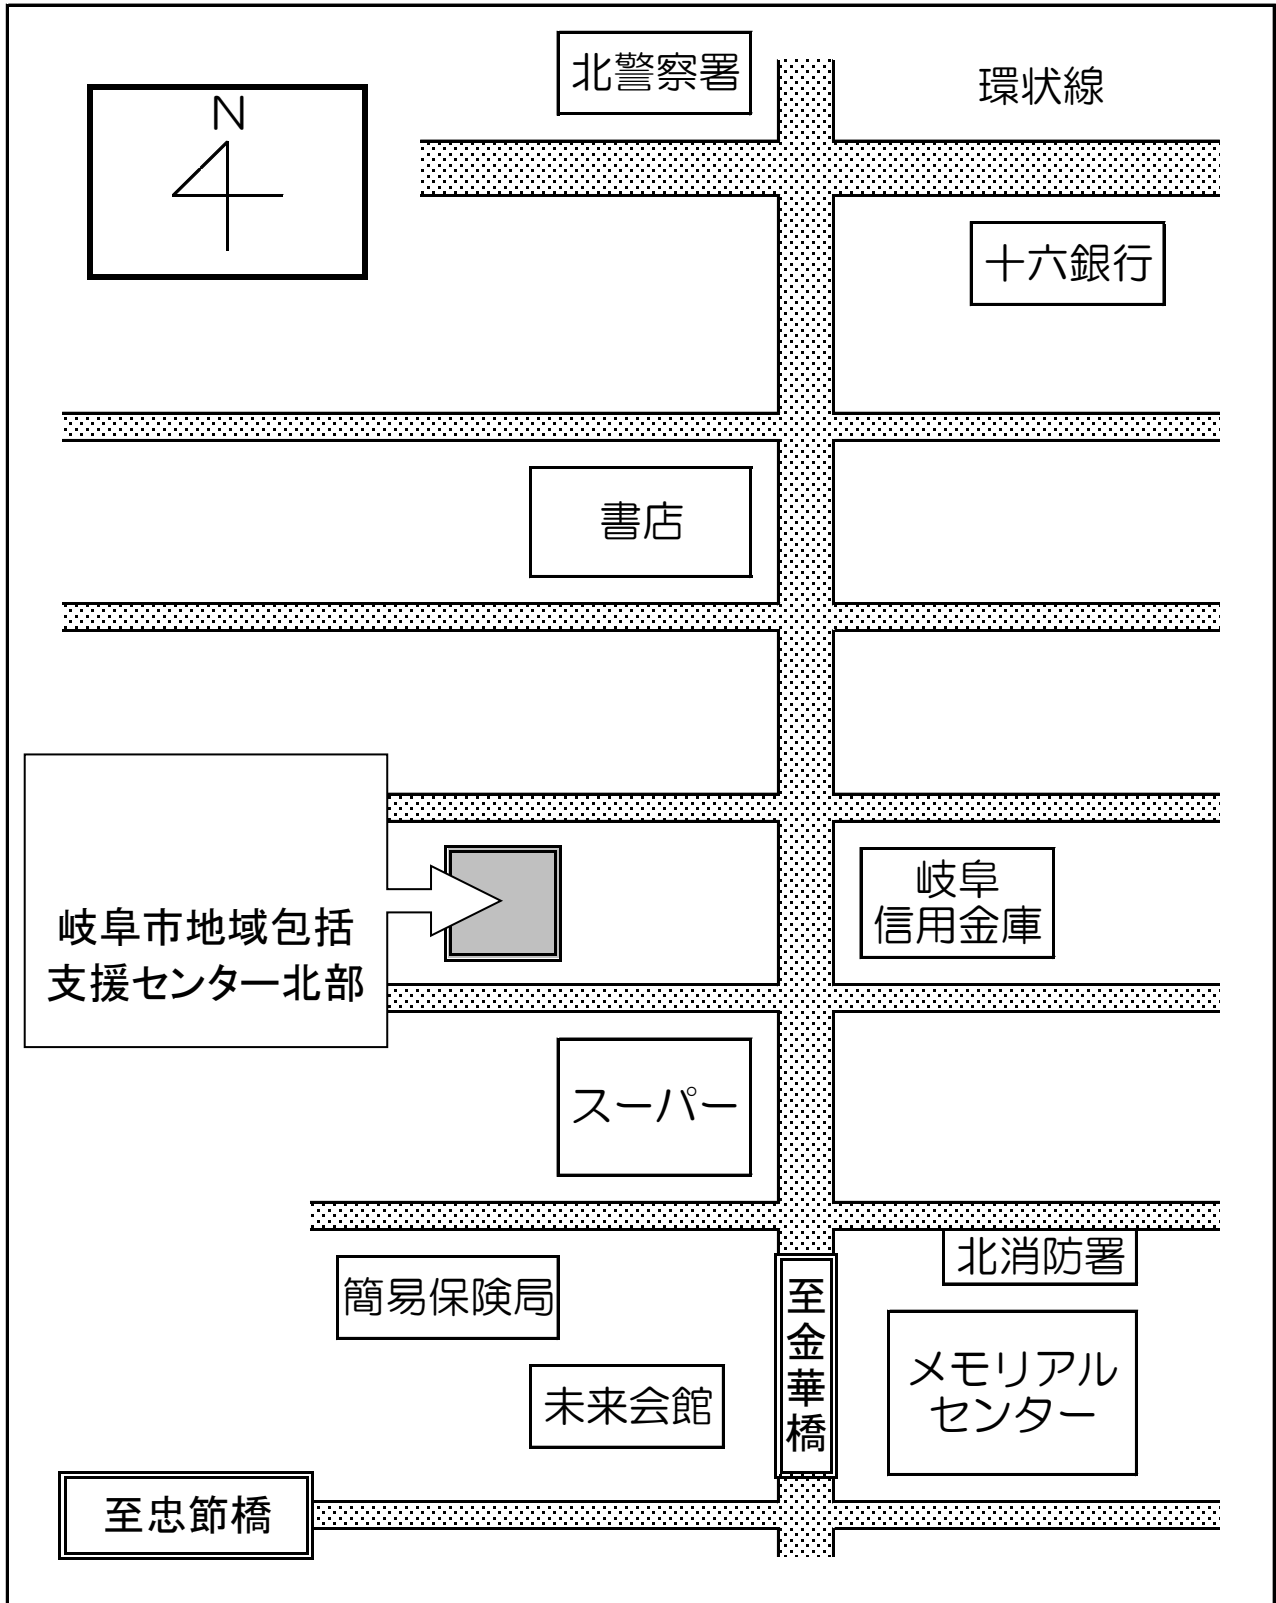 北警察署
環状線
N
十六銀行
書店
岐阜市地域包括
支援センター北部
岐阜
信用金庫
スーパー
北消防署
簡易保険局
至金華橋
メモリアル
センター
未来会館
至忠節橋